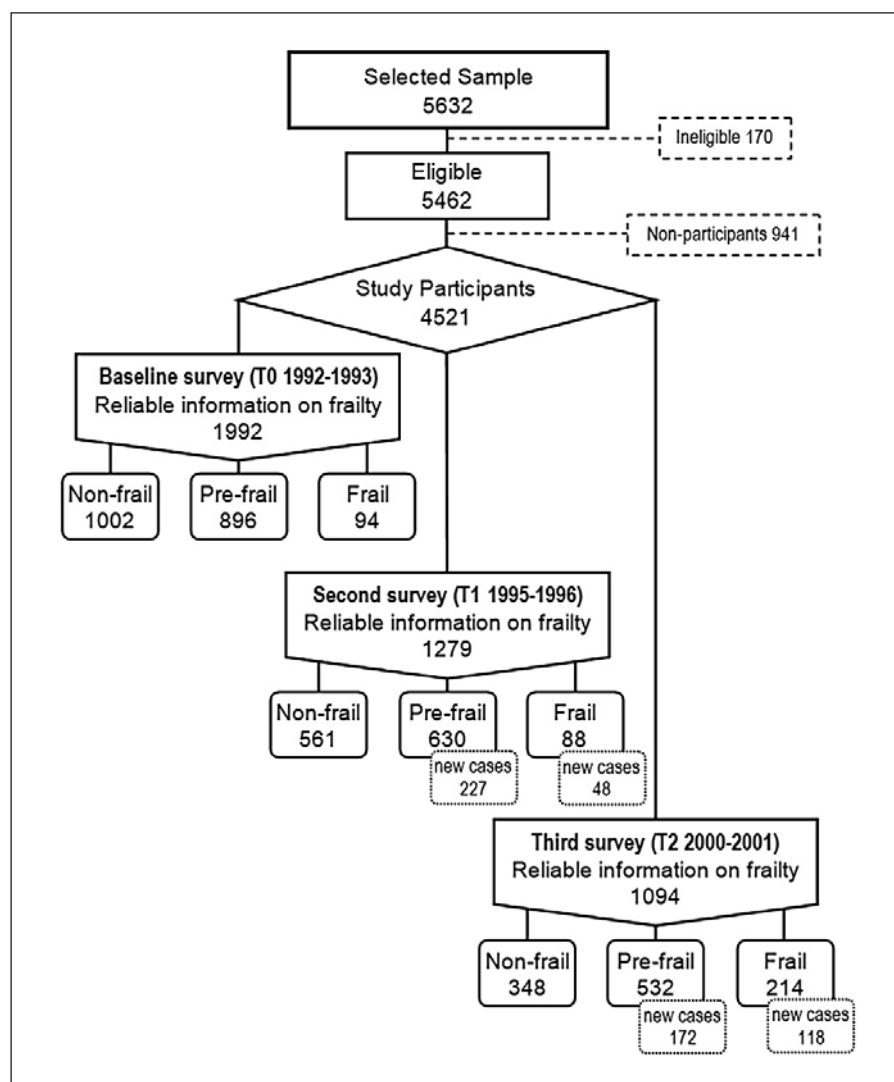 Selected Sample
5632
Ineligible 170
Eligible
5462
Non-participants 941
Study Participants
4521
Baseline survey (T0 1992-1993)
Reliable information on frailty
1992
Non-frail
1002
Pre-frail
896
Frail
94
Second survey (T1 1995-1996)
Reliable information on frailty
1279
Non-frail
561
Pre-frail
630
new cases
227
Frail
88
new cases
48
Third survey (T2 2000-2001)
Reliable information on frailty
1094
Non-frail
348
Pre-frail
532
new cases
172
Frail
214
new cases
118